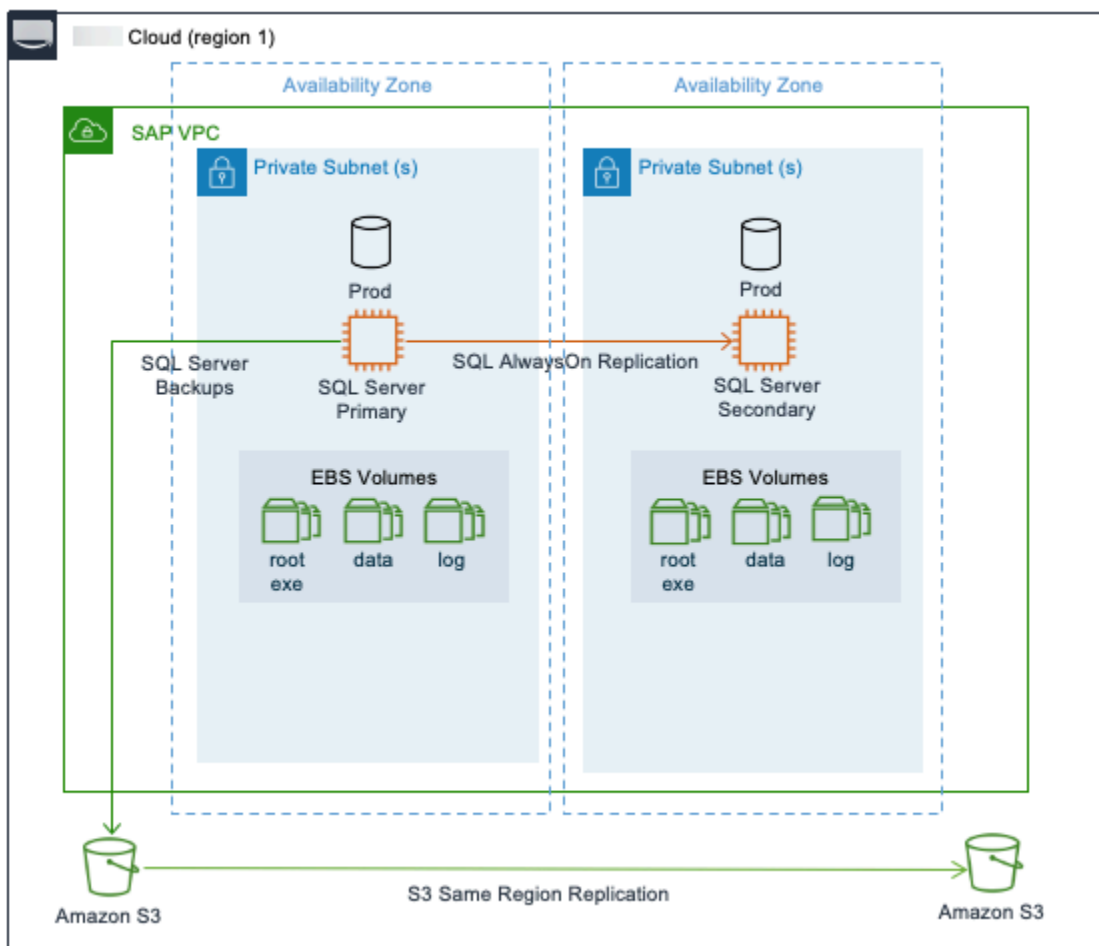 Cloud (region 1)
Availability Zone
Availability Zone
SAP VPC
Private Subnet (s)
Private Subnet (s)
Prod
Prod
SQL Server
Backups
SQL AlwaysOn Replication
SQL Server
Primary
SQL Server
Secondary
EBS Volumes
EBS Volumes
root
exe
data
log
root
exe
data
log
S3 Same Region Replication
Amazon S3
Amazon S3